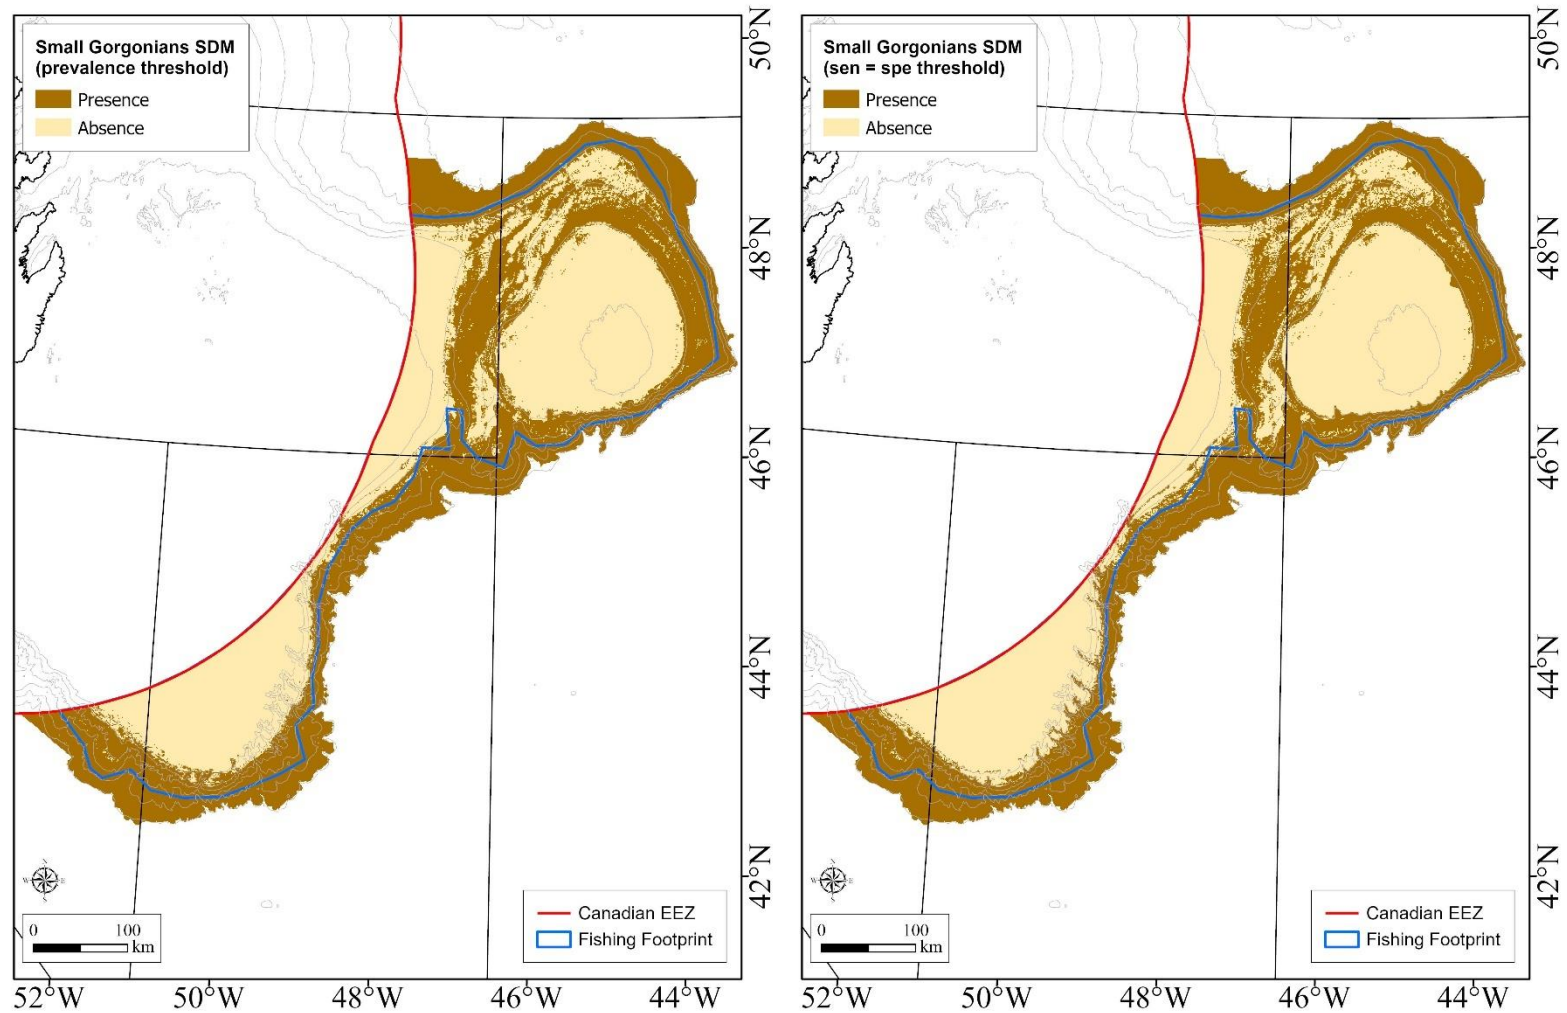 Small Gorgonians SDM
(prevalence threshold)
Presence
Absence
N
W
E
0 100
km
Canadian EEZ
Fishing Footprint
52°W 50°W 48°W 46°W 44°W
Small Gorgonians SDM
(sen = spe threshold)
Presence
Absence
50°N
48°N
46°N
44°N
42°N
N
W
E
0 100
km
Canadian EEZ
Fishing Footprint
52°W 50°W 48°W 46°W 44°W
50°N
48°N
46°N
44°N
42°N